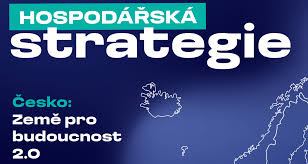 HOSPODÁŘSKÁ
strategie
Česko:
Země pro
budoucnost
2.0